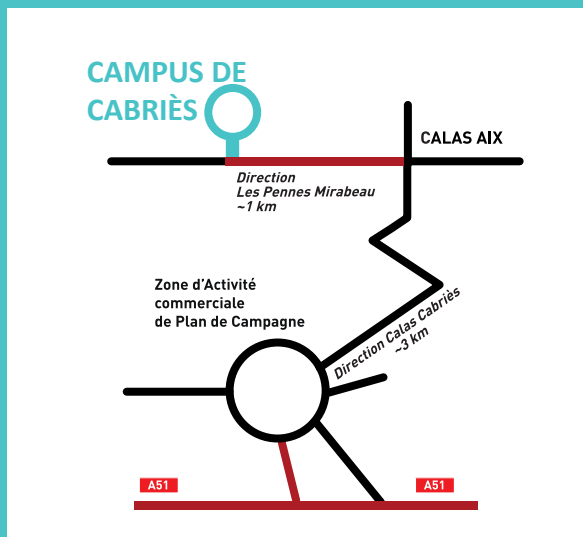 CAMPUS DE
CABRIÈS
CALAS AIX
Direction
Les Pennes Mirabeau
~1 km
Zone d'Activité
commerciale
de Plan de Campagne
Direction Calas Cabriès
~3 km
A51
A51